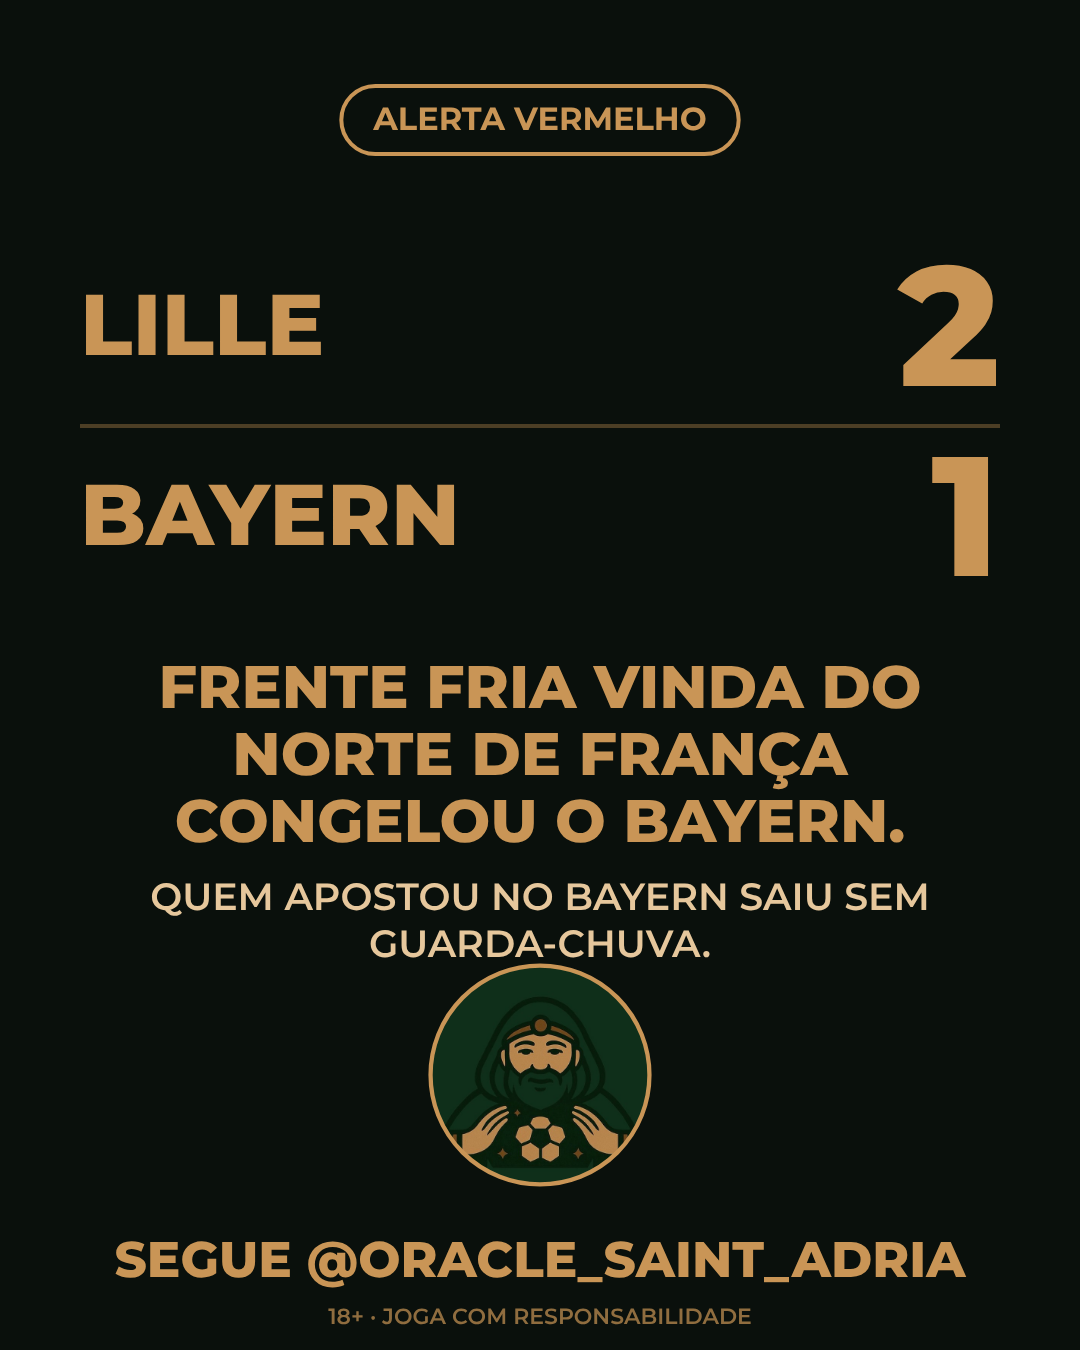 ALERTA VERMELHO
LILLE 2
BAYERN 1
FRENTE FRIA VINDA DO
NORTE DE FRANÇA
CONGELOU O BAYERN.
QUEM APOSTOU NO BAYERN SAIU SEM
GUARDA-CHUVA.
SEGUE @ORACLE_SAINT_ADRIA
18+ · JOGA COM RESPONSABILIDADE